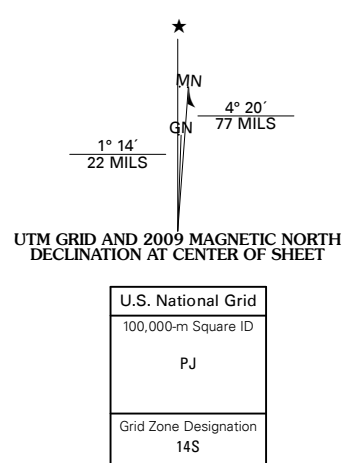 ★
MN
4° 20´
77 MILS
GN
1° 14´
22 MILS
UTM GRID AND 2009 MAGNETIC NORTH
DECLINATION AT CENTER OF SHEET
U.S. National Grid
100,000-m Square ID
PJ
Grid Zone Designation
14S